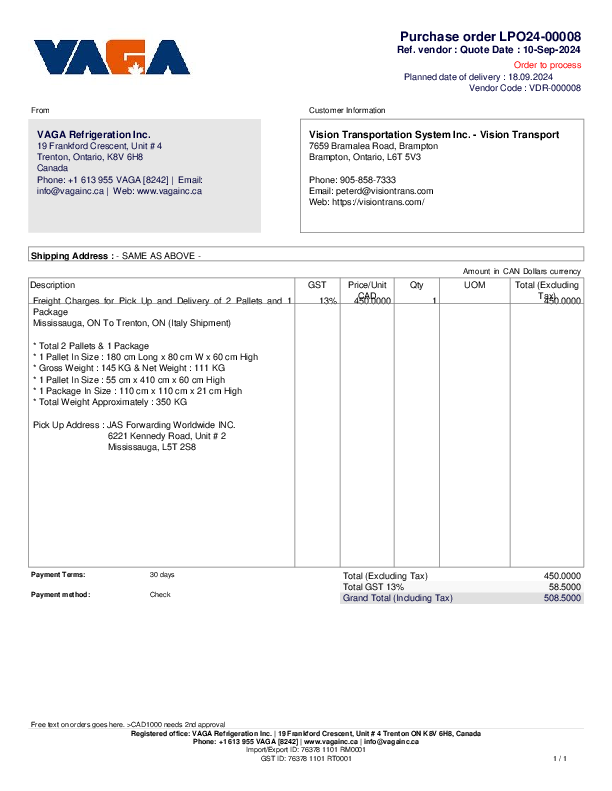 VAGA
Purchase order LPO24-00008
Ref. vendor : Quote Date : 10-Sep-2024
Order to process
Planned date of delivery : 18.09.2024
Vendor Code : VDR-000008
From
Customer Information
VAGA Refrigeration Inc.
19 Frankford Crescent, Unit # 4
Trenton, Ontario, K8V 6H8
Canada
Phone: +1 613 955 VAGA [8242] | Email:
info@vagainc.ca | Web: www.vagainc.ca
Vision Transportation System Inc. - Vision Transport
7659 Bramalea Road, Brampton
Brampton, Ontario, L6T 5V3
Phone: 905-858-7333
Email: peterd@visiontrans.com
Web: https://visiontrans.com/
Shipping Address : - SAME AS ABOVE -
Amount in CAN Dollars currency
Description GST Price/Unit CAD Qty UOM Total (Excluding Tax)
Freight Charges for Pick Up and Delivery of 2 Pallets and 1 13% 450.0000 1 450.0000
Package
Mississauga, ON To Trenton, ON (Italy Shipment)
* Total 2 Pallets & 1 Package
* 1 Pallet In Size : 180 cm Long x 80 cm W x 60 cm High
* Gross Weight : 145 KG & Net Weight : 111 KG
* 1 Pallet In Size : 55 cm x 410 cm x 60 cm High
* 1 Package In Size : 110 cm x 110 cm x 21 cm High
* Total Weight Approximately : 350 KG
Pick Up Address : JAS Forwarding Worldwide INC.
6221 Kennedy Road, Unit # 2
Mississauga, L5T 2S8
Payment Terms: 30 days
Payment method: Check
Total (Excluding Tax) 450.0000
Total GST 13% 58.5000
Grand Total (Including Tax) 508.5000
Free text on orders goes here. >CAD1000 needs 2nd approval
Registered office: VAGA Refrigeration Inc. | 19 Frankford Crescent, Unit # 4 Trenton ON K8V 6H8, Canada
Phone: +1 613 955 VAGA [8242] | www.vagainc.ca | info@vagainc.ca
Import/Export ID: 76378 1101 RM0001
GST ID: 76378 1101 RT0001
1 / 1